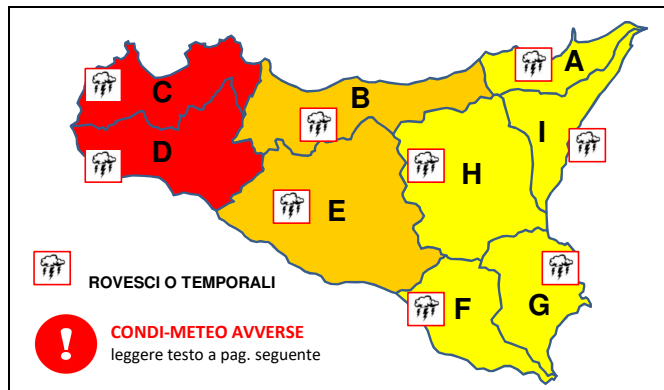 A
B
C
I
D
H
E
F
G
ROVESCI O TEMPORALI
!
CONDI-METEO AVVERSE
leggere testo a pag. seguente